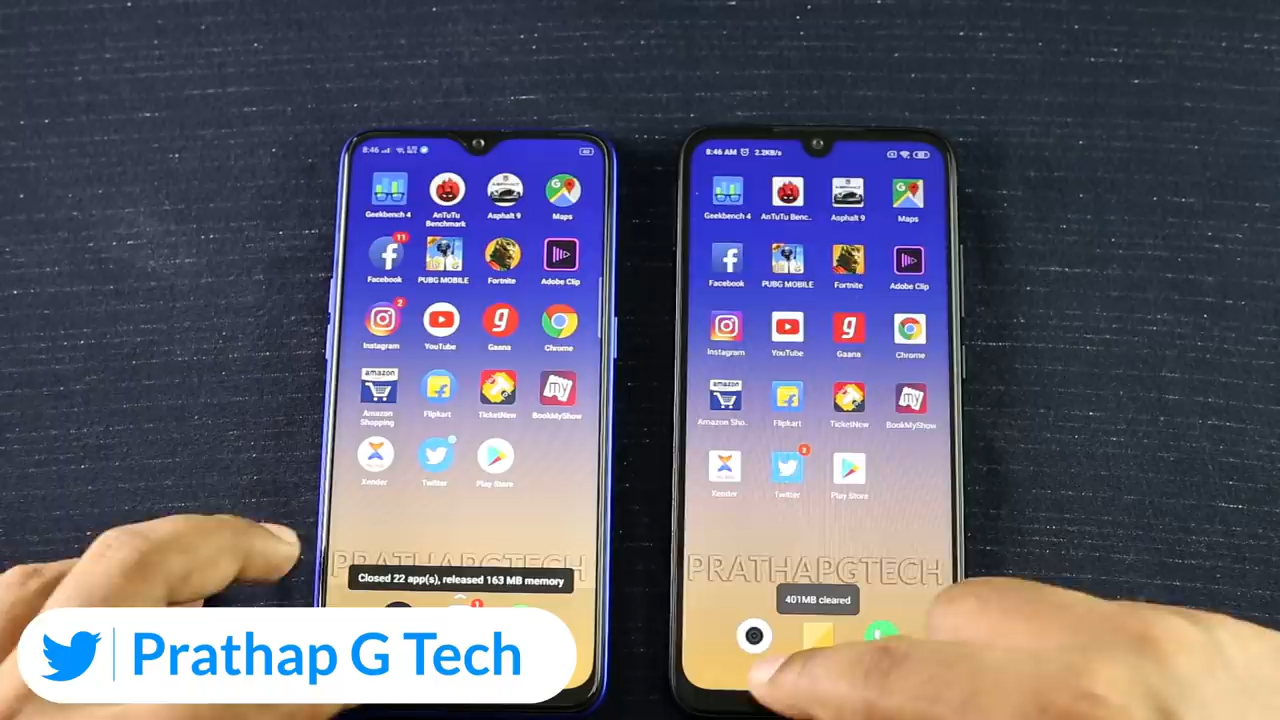 8:46
Geekbench 4
AnTuTu
Benchmark
Asphalt 9
Maps
11
Facebook
PUBG MOBILE
Fortnite
Adobe Clip
2
Instagram
YouTube
Gaana
Chrome
amazon
my
Amazon
Shopping
Flipkart
TicketNew
BookMyShow
Xender
Twitter
Play Store
PRATHAPGTECH
Closed 22 app(s), released 163 MB memory
1
8:46 AM 2.2KB/s
Geekbench 4
AnTuTu Benc..
Asphalt 9
Maps
Facebook
PUBG MOBILE
Fortnite
Adobe Clip
Instagram
YouTube
Gaana
Chrome
amazon
my
Amazon Sho..
Flipkart
TicketNew
BookMyShow
2
Xender
Twitter
Play Store
PRATHAPGTECH
401MB cleared
Prathap G Tech